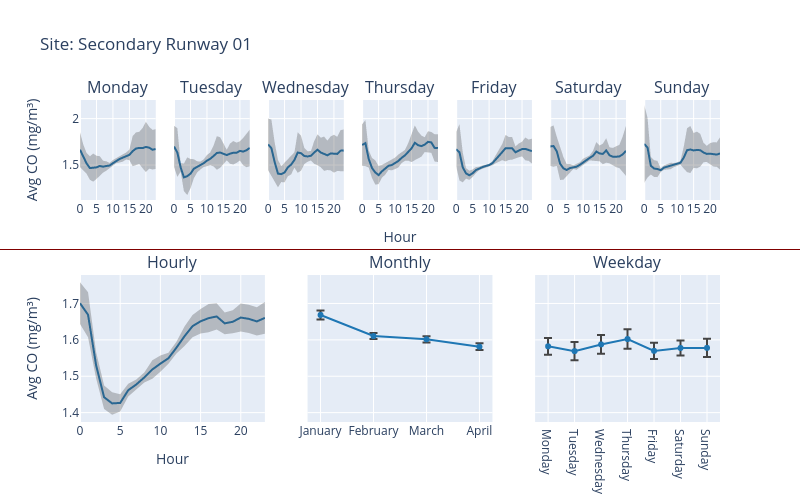 Site: Secondary Runway 01
Monday Tuesday Wednesday Thursday Friday Saturday Sunday
Avg CO (mg/m³)
2
1.5
0 5 10 15 20 0 5 10 15 20 0 5 10 15 20 0 5 10 15 20 0 5 10 15 20 0 5 10 15 20 0 5 10 15 20
Hour
Hourly Monthly Weekday
Avg CO (mg/m³)
1.7
1.6
1.5
1.4
0 5 10 15 20
Hour
January February March April
Monday
Tuesday
Wednesday
Thursday
Friday
Saturday
Sunday